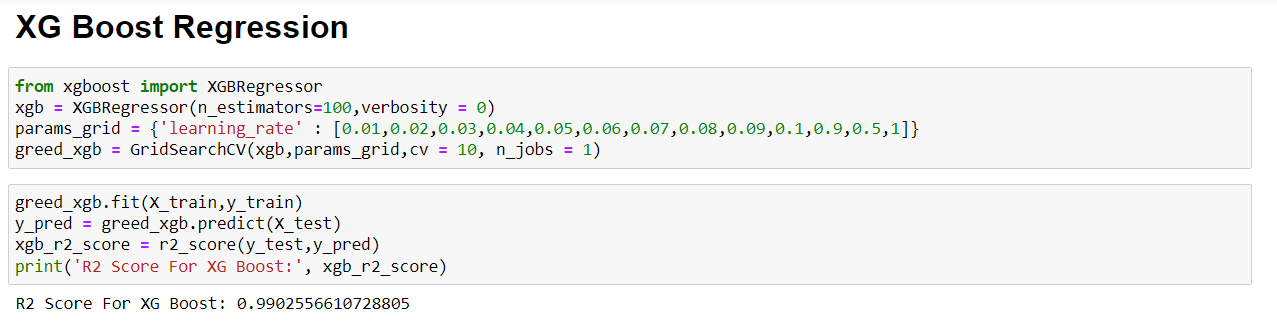 XG Boost Regression
from xgboost import XGBRegressor
xgb = XGBRegressor(n_estimators=100,verbosity = 0)
params_grid = {'learning_rate' : [0.01,0.02,0.03,0.04,0.05,0.06,0.07,0.08,0.09,0.1,0.9,0.5,1]}
greed_xgb = GridSearchCV(xgb,params_grid,cv = 10, n_jobs = 1)
greed_xgb.fit(X_train,y_train)
y_pred = greed_xgb.predict(X_test)
xgb_r2_score = r2_score(y_test,y_pred)
print('R2 Score For XG Boost:', xgb_r2_score)
R2 Score For XG Boost: 0.9902556610728805